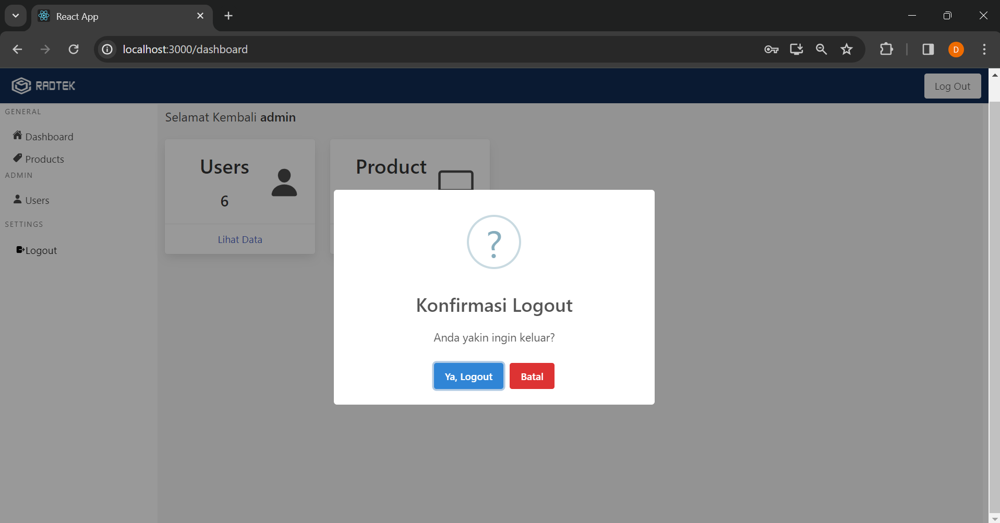 React App
localhost:3000/dashboard
D
RADTEK
Log Out
GENERAL
Dashboard
Products
ADMIN
Users
SETTINGS
Logout
Selamat Kembali admin
Users
6
Lihat Data
Product
?
Konfirmasi Logout
Anda yakin ingin keluar?
Ya, Logout
Batal